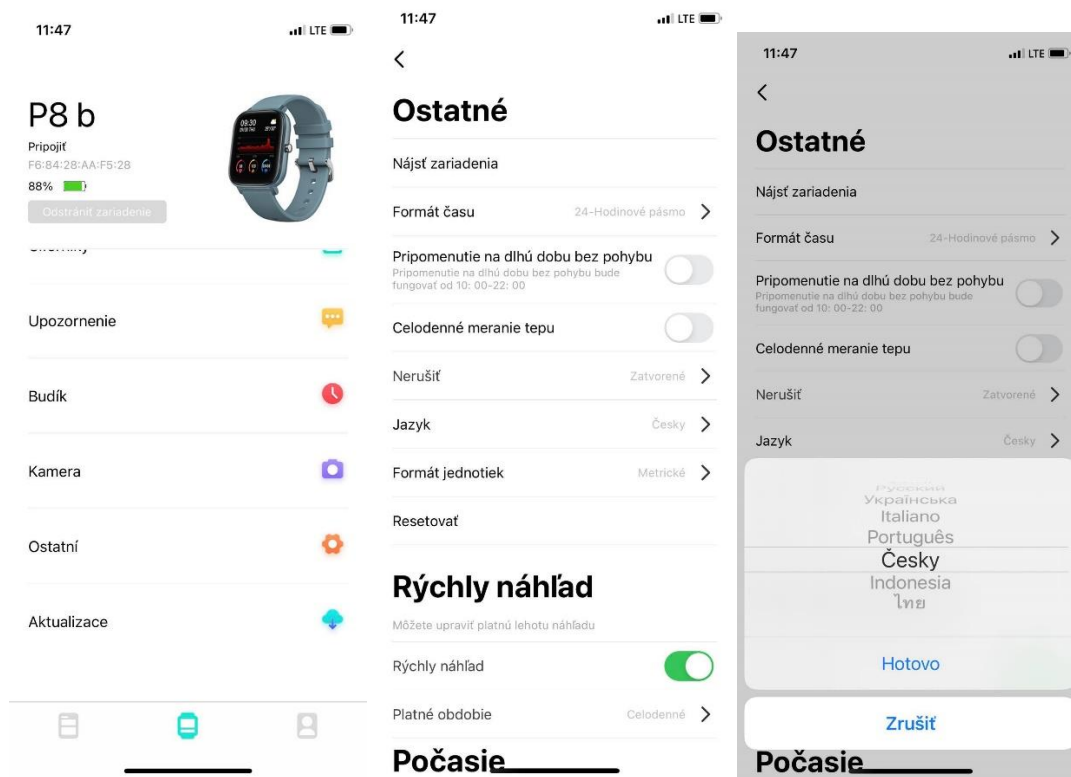 11:47
LTE
P8 b
Pripojiť
F6:84:28:AA:F5:28
88%
Odstrániť zariadenie
Upozornenie
Budík
Kamera
Ostatní
Aktualizace
11:47
LTE
Ostatné
Nájsť zariadenia
Formát času 24-Hodinové pásmo
Pripomenutie na dlhú dobu bez pohybu
Pripomenutie na dlhú dobu bez pohybu bude
fungovať od 10: 00-22: 00
Celodenné meranie tepu
Nerušiť Zatvorené
Jazyk Česky
Formát jednotiek Metrické
Resetovať
Rýchly náhľad
Môžete upraviť platnú lehotu náhľadu
Rýchly náhľad
Platné obdobie Celodenné
Počasie
11:47
LTE
Ostatné
Nájsť zariadenia
Formát času 24-Hodinové pásmo
Pripomenutie na dlhú dobu bez pohybu
Pripomenutie na dlhú dobu bez pohybu bude
fungovať od 10: 00-22: 00
Celodenné meranie tepu
Nerušiť Zatvorené
Jazyk Česky
Русский
Українська
Italiano
Português
Česky
Indonesia
ไทย
Hotovo
Zrušiť
Počasie